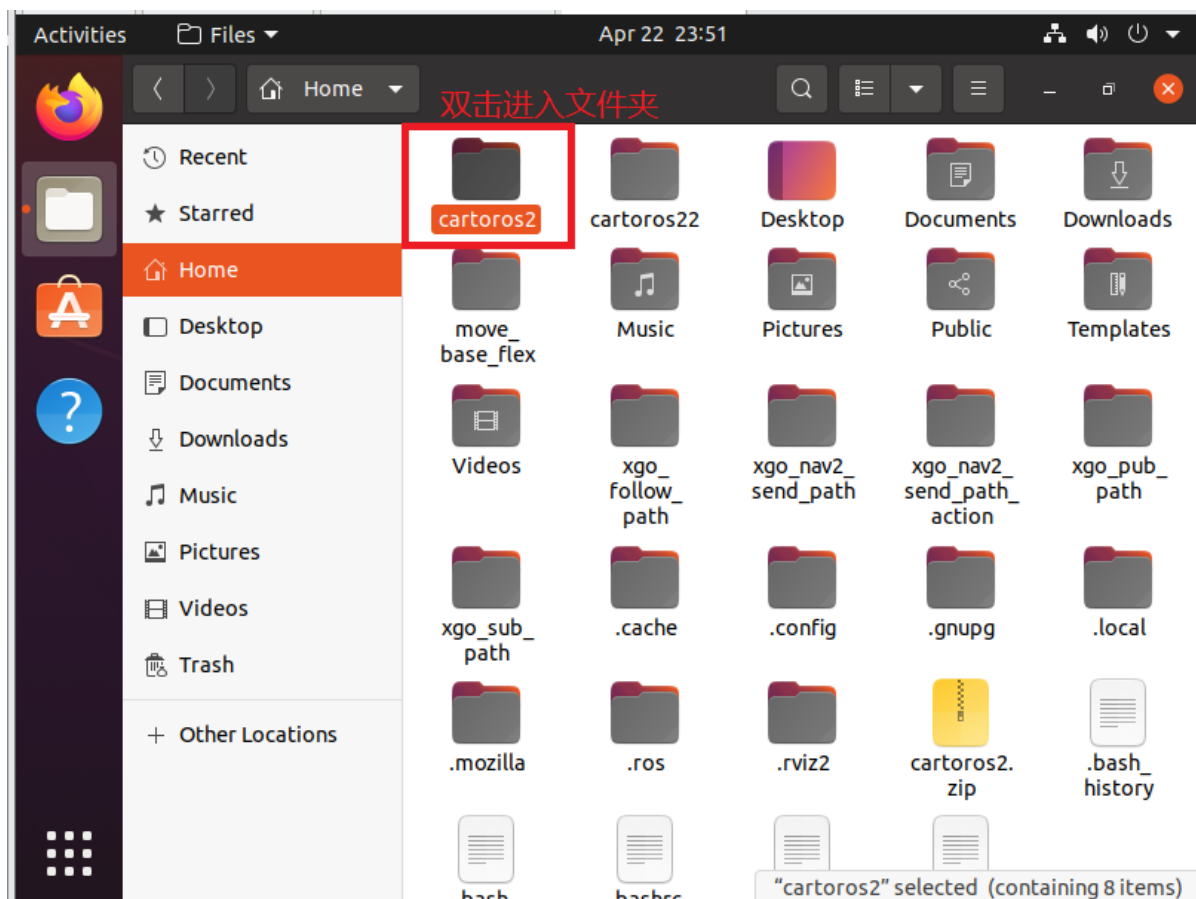 Activities
Files
Apr 22 23:51
Home
双击进入文件夹
Recent
Starred
Home
Desktop
Documents
Downloads
Music
Pictures
Videos
Trash
+ Other Locations
cartoros2
cartoros22
Desktop
Documents
Downloads
move_
base_flex
Music
Pictures
Public
Templates
Videos
xgo_
follow_
path
xgo_nav2_
send_path
xgo_nav2_
send_path_
action
xgo_pub_
path
xgo_sub_
path
.cache
.config
.gnupg
.local
.mozilla
.ros
.rviz2
cartoros2.
zip
.bash_
history
"cartoros2" selected (containing 8 items)